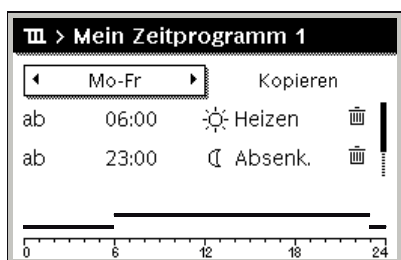 > Mein Zeitprogramm 1
Mo-Fr Kopieren
ab 06:00 Heizen
ab 23:00 Absenk.
0 6 12 18 24